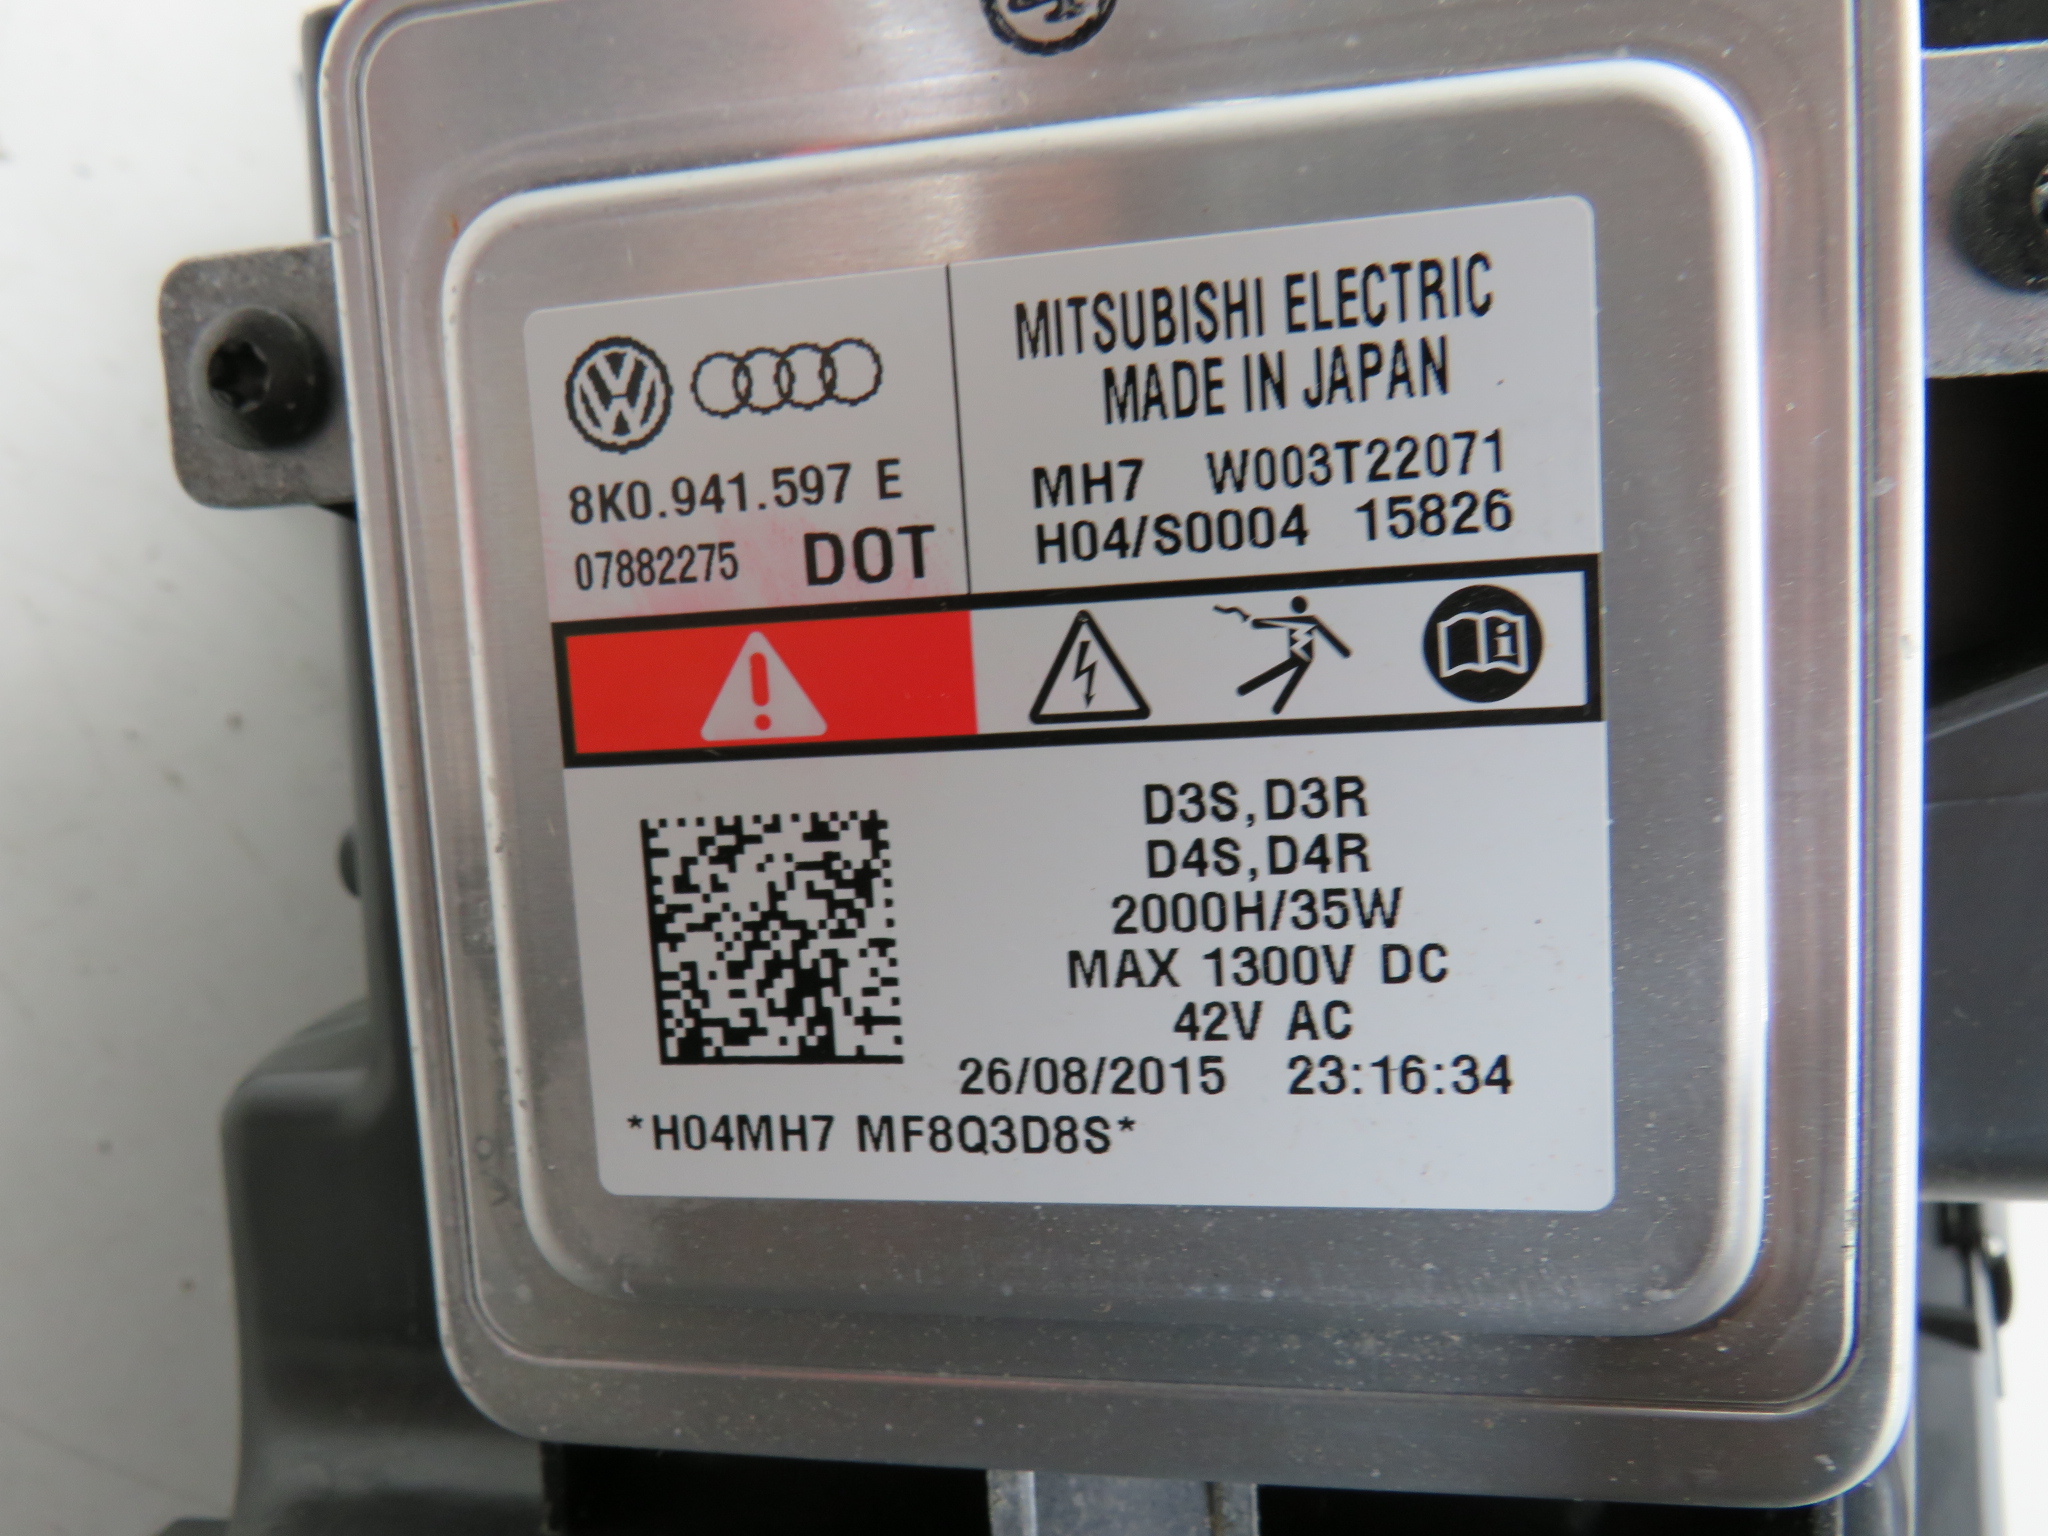 8K0.941.597 E
07882275 DOT
MITSUBISHI ELECTRIC
MADE IN JAPAN
MH7 W003T22071
H04/S0004 15826
D3S,D3R
D4S,D4R
2000H/35W
MAX 1300V DC
42V AC
26/08/2015 23:16:34
*H04MH7 MF8Q3D8S*